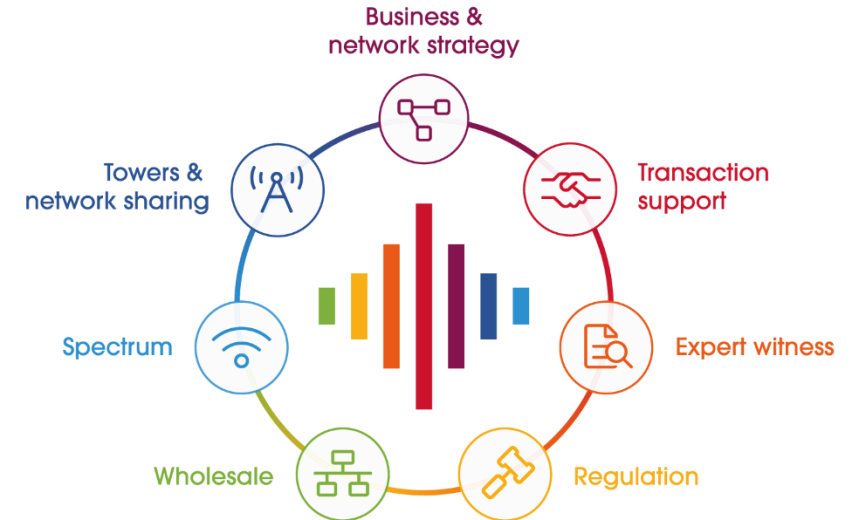 Business &
network strategy
Towers &
network sharing
Transaction
support
Spectrum
Expert witness
Wholesale
Regulation